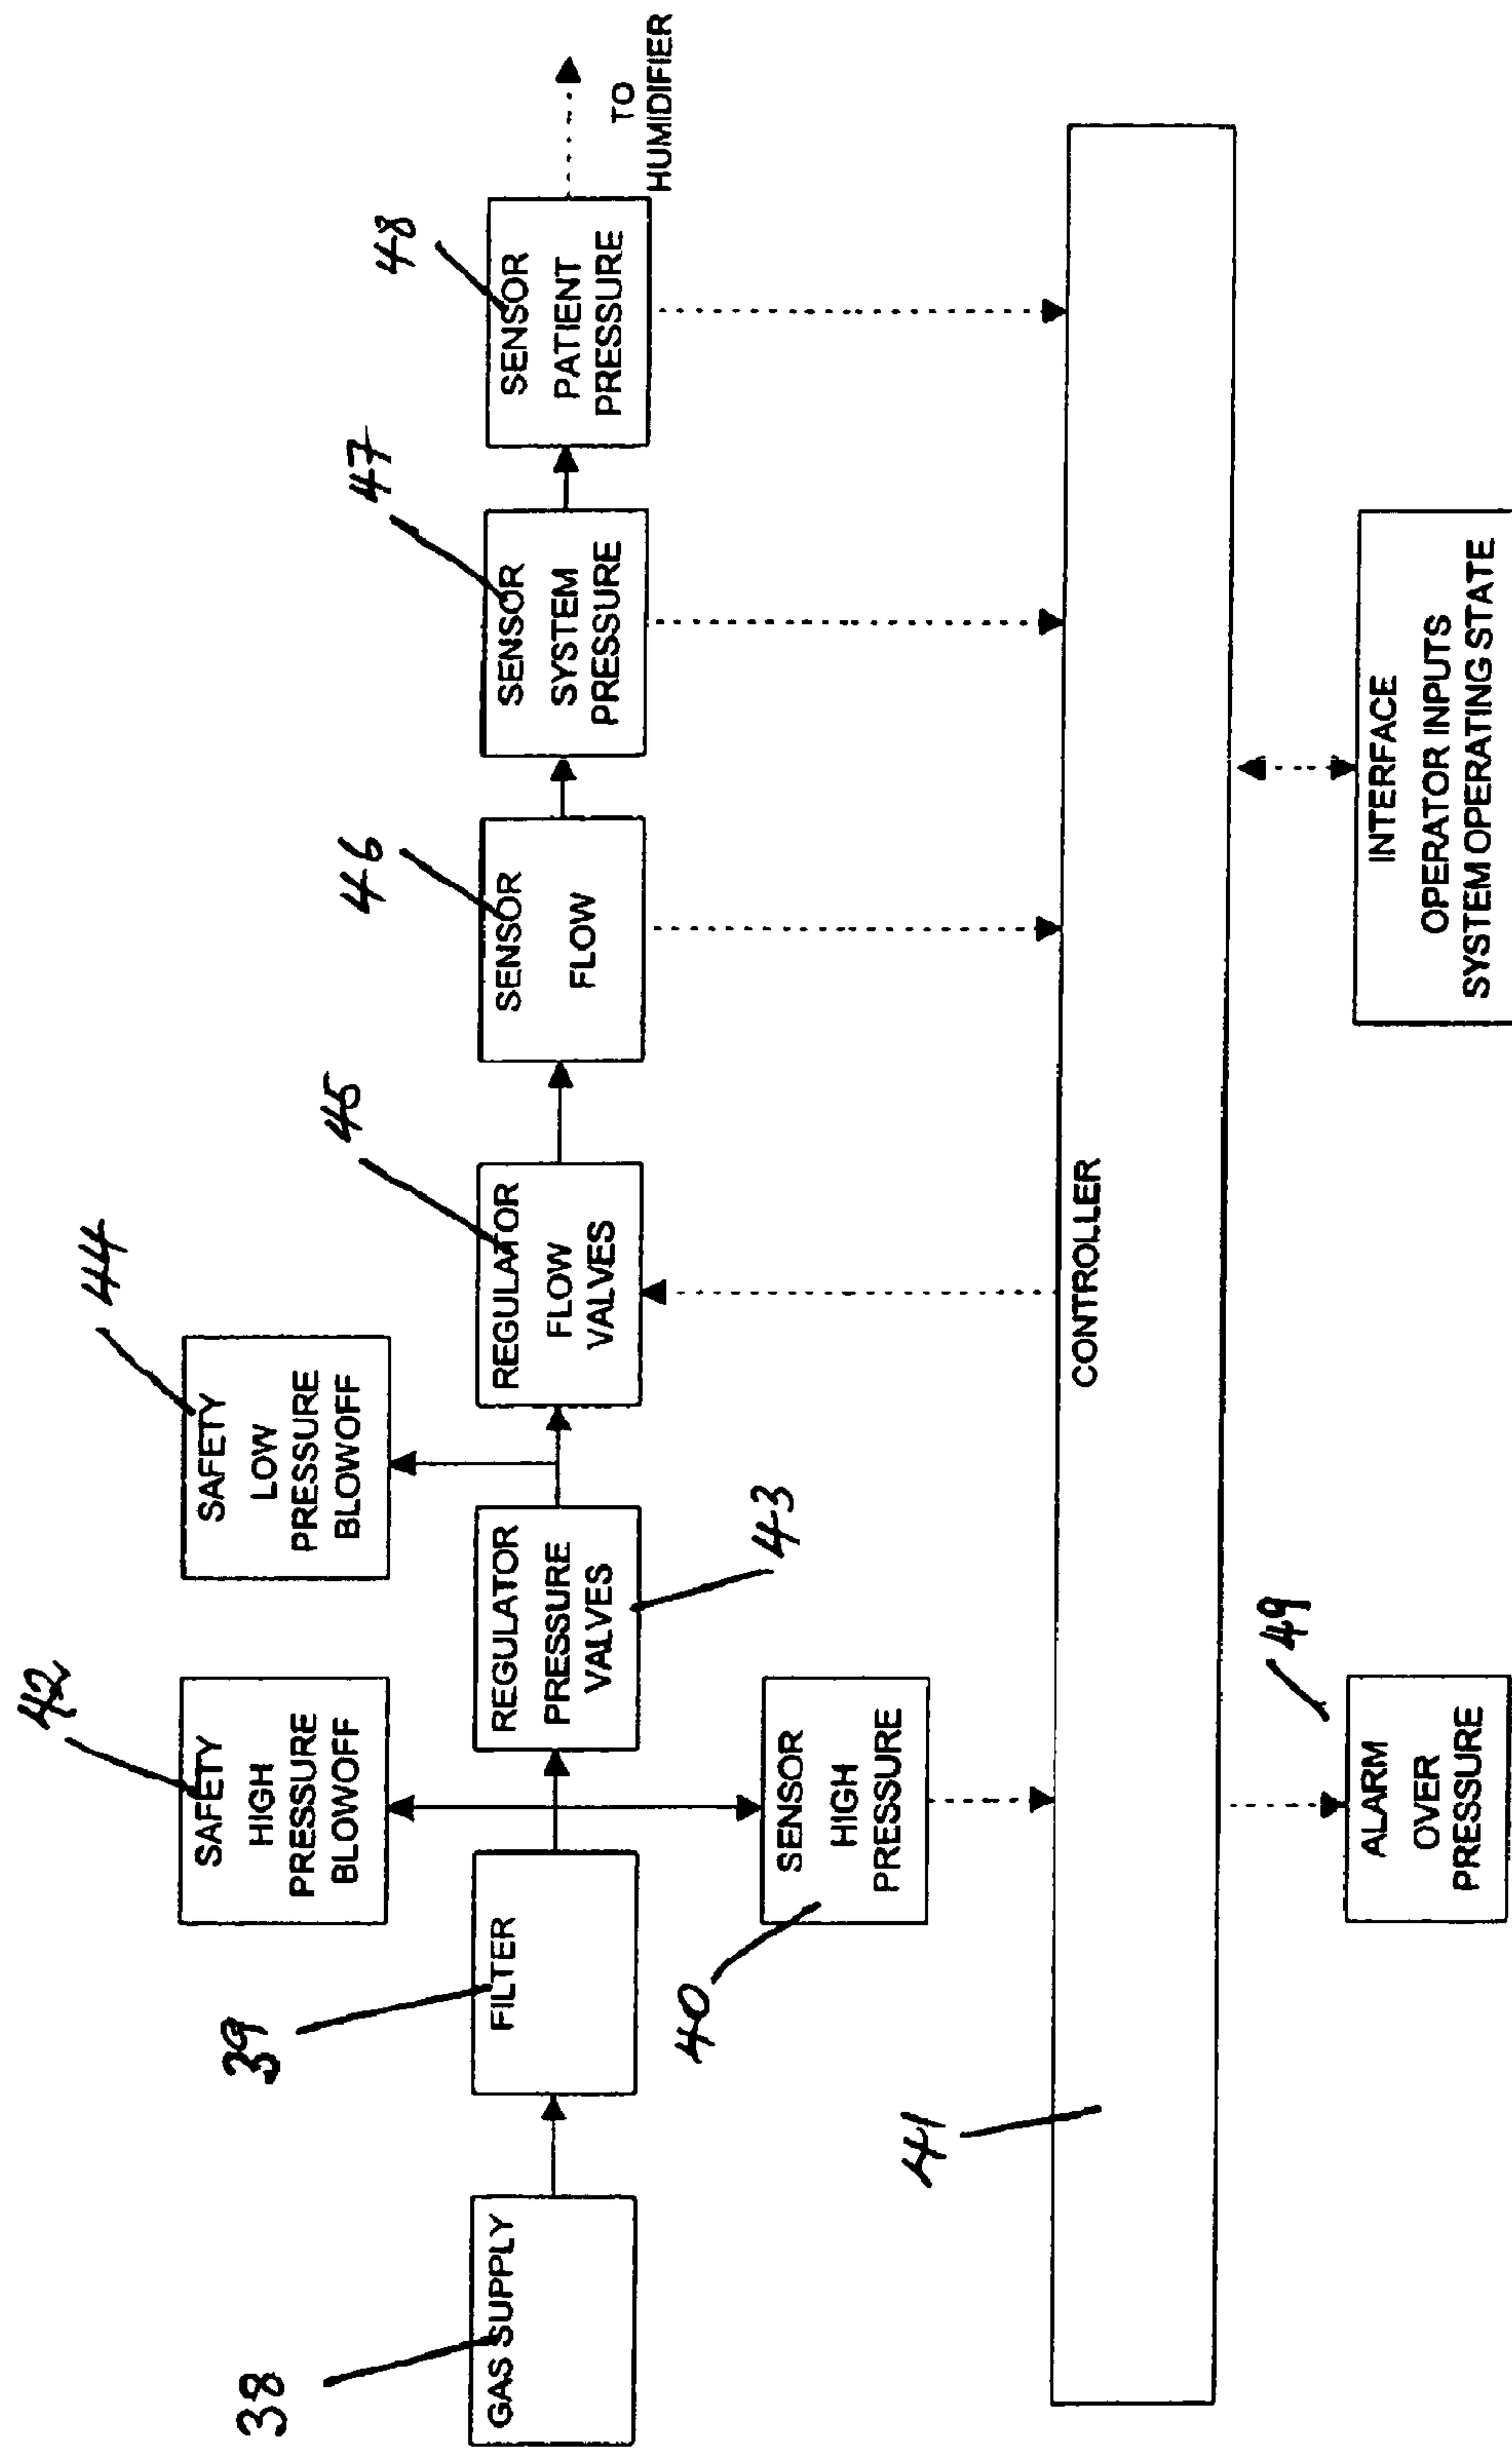 42
SAFETY
HIGH
PRESSURE
BLOWOFF
44
SAFETY
LOW
PRESSURE
BLOWOFF
38
GAS SUPPLY
39
FILTER
REGULATOR
PRESSURE
VALVES
43
45
REGULATOR
FLOW
VALVES
46
SENSOR
FLOW
47
SENSOR
SYSTEM
PRESSURE
48
SENSOR
PATIENT
PRESSURE
TO
HUMIDIFIER
40
SENSOR
HIGH
PRESSURE
41
CONTROLLER
49
ALARM
OVER
PRESSURE
INTERFACE
OPERATOR INPUTS
SYSTEM OPERATING STATE